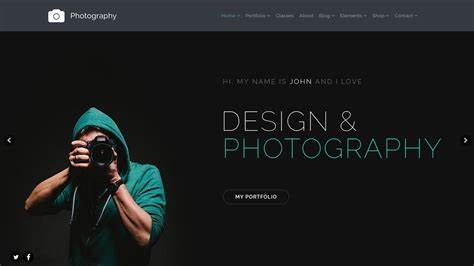 Photography
Home Portfolio Classes About Blog Elements Shop Contact
HI, MY NAME IS JOHN AND I LOVE
DESIGN &
PHOTOGRAPHY
MY PORTFOLIO